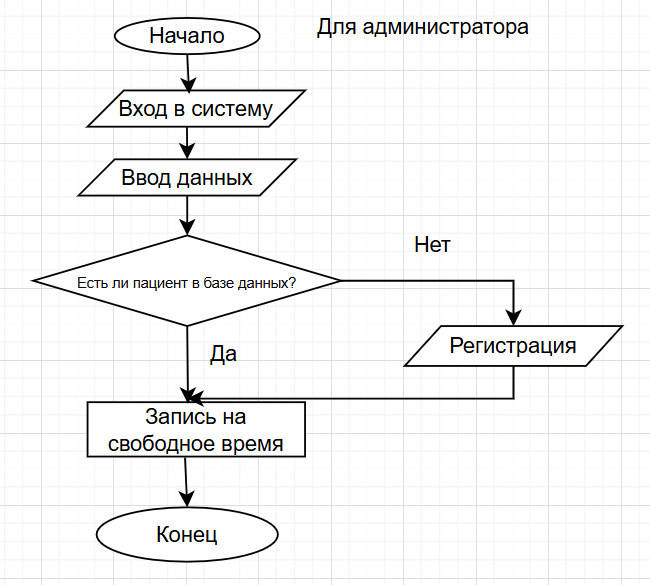 Для администратора
Начало
Вход в систему
Ввод данных
Есть ли пациент в базе данных?
Нет
Регистрация
Да
Запись на
свободное время
Конец